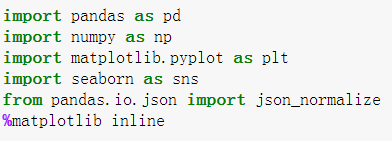 import pandas as pd
import numpy as np
import matplotlib.pyplot as plt
import seaborn as sns
from pandas.io.json import json_normalize
%matplotlib inline